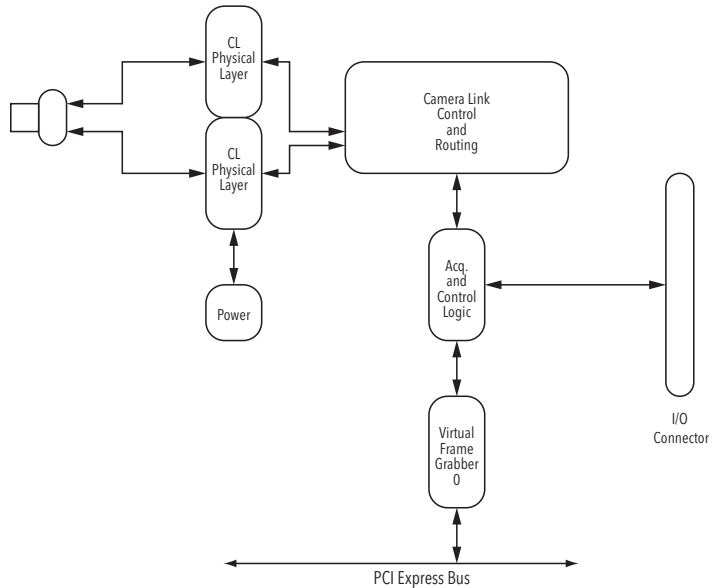 CL
Physical
Layer
CL
Physical
Layer
Camera Link
Control
and
Routing
Power
Acq.
and
Control
Logic
I/O
Connector
Virtual
Frame
Grabber
0
PCI Express Bus